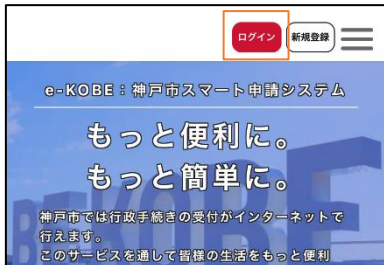 ログイン 新規登録
e-KOBE：神戸市スマート申請システム
もっと便利に。
もっと簡単に。
神戸市では行政手続きの受付がインターネットで
行えます。
このサービスを通して皆様の生活をもっと便利
BE KOBE